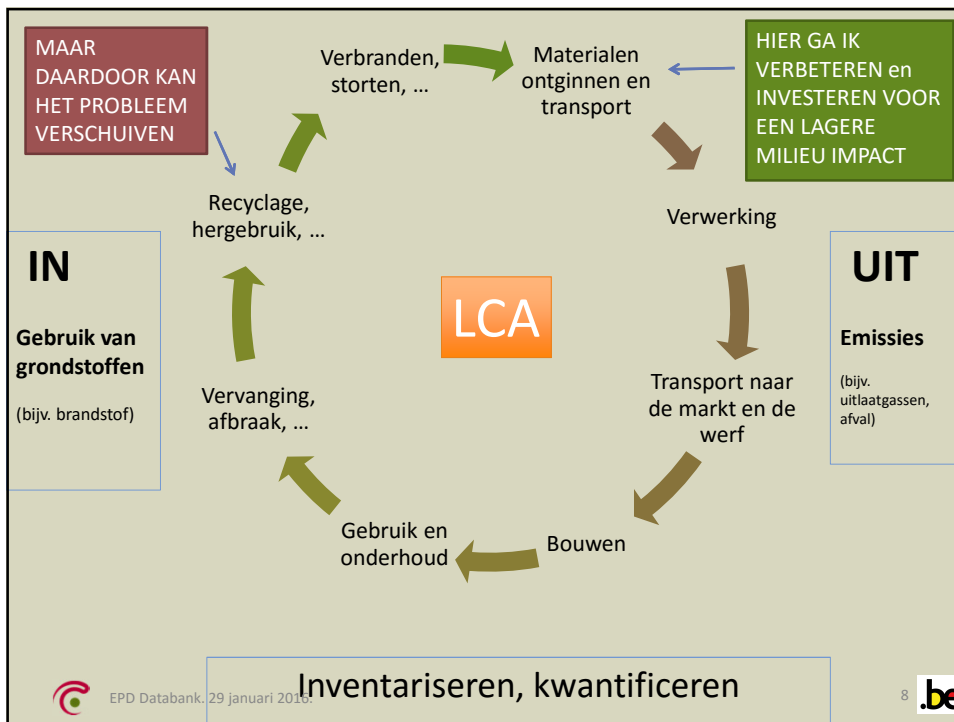 MAAR
DAARDOOR KAN
HET PROBLEEM
VERSCHUIVEN
Verbranden,
storten, …
Materialen
ontginnen en
transport
HIER GA IK
VERBETEREN en
INVESTEREN VOOR
EEN LAGERE
MILIEU IMPACT
Recyclage,
hergebruik, …
Verwerking
IN
Gebruik van
grondstoffen
(bijv. brandstof)
LCA
UIT
Emissies
(bijv.
uitlaatgassen,
afval)
Vervanging,
afbraak, …
Transport naar
de markt en de
werf
Gebruik en
onderhoud
Bouwen
Inventariseren, kwantificeren
EPD Databank. 29 januari 2016.
8
.be